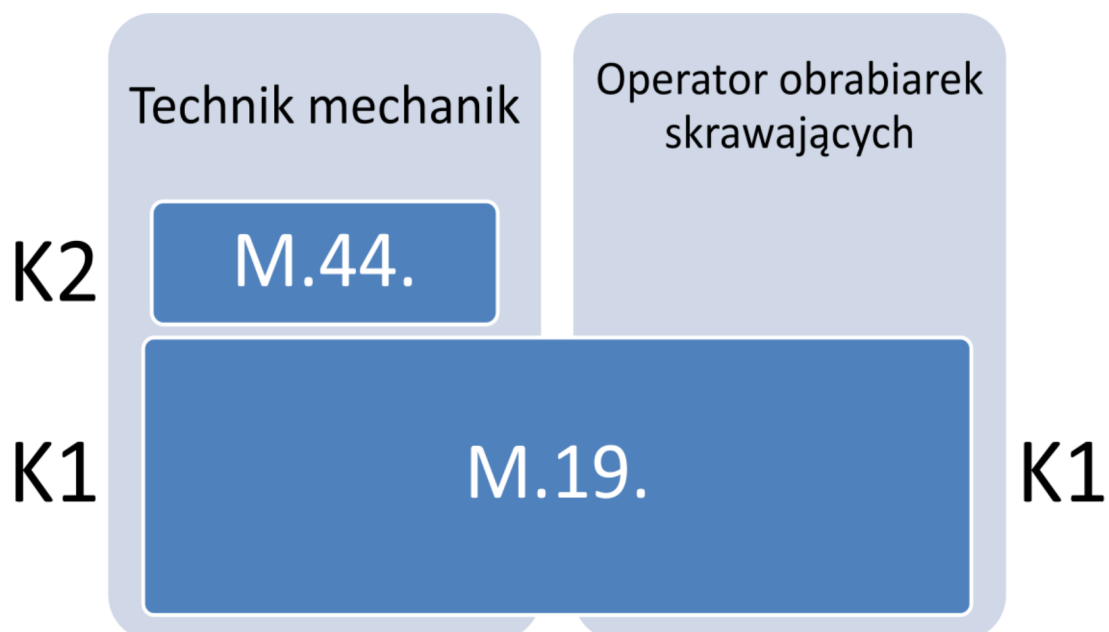 Technik mechanik
Operator obrabiarek
skrawających
K2
M.44.
K1
M.19.
K1